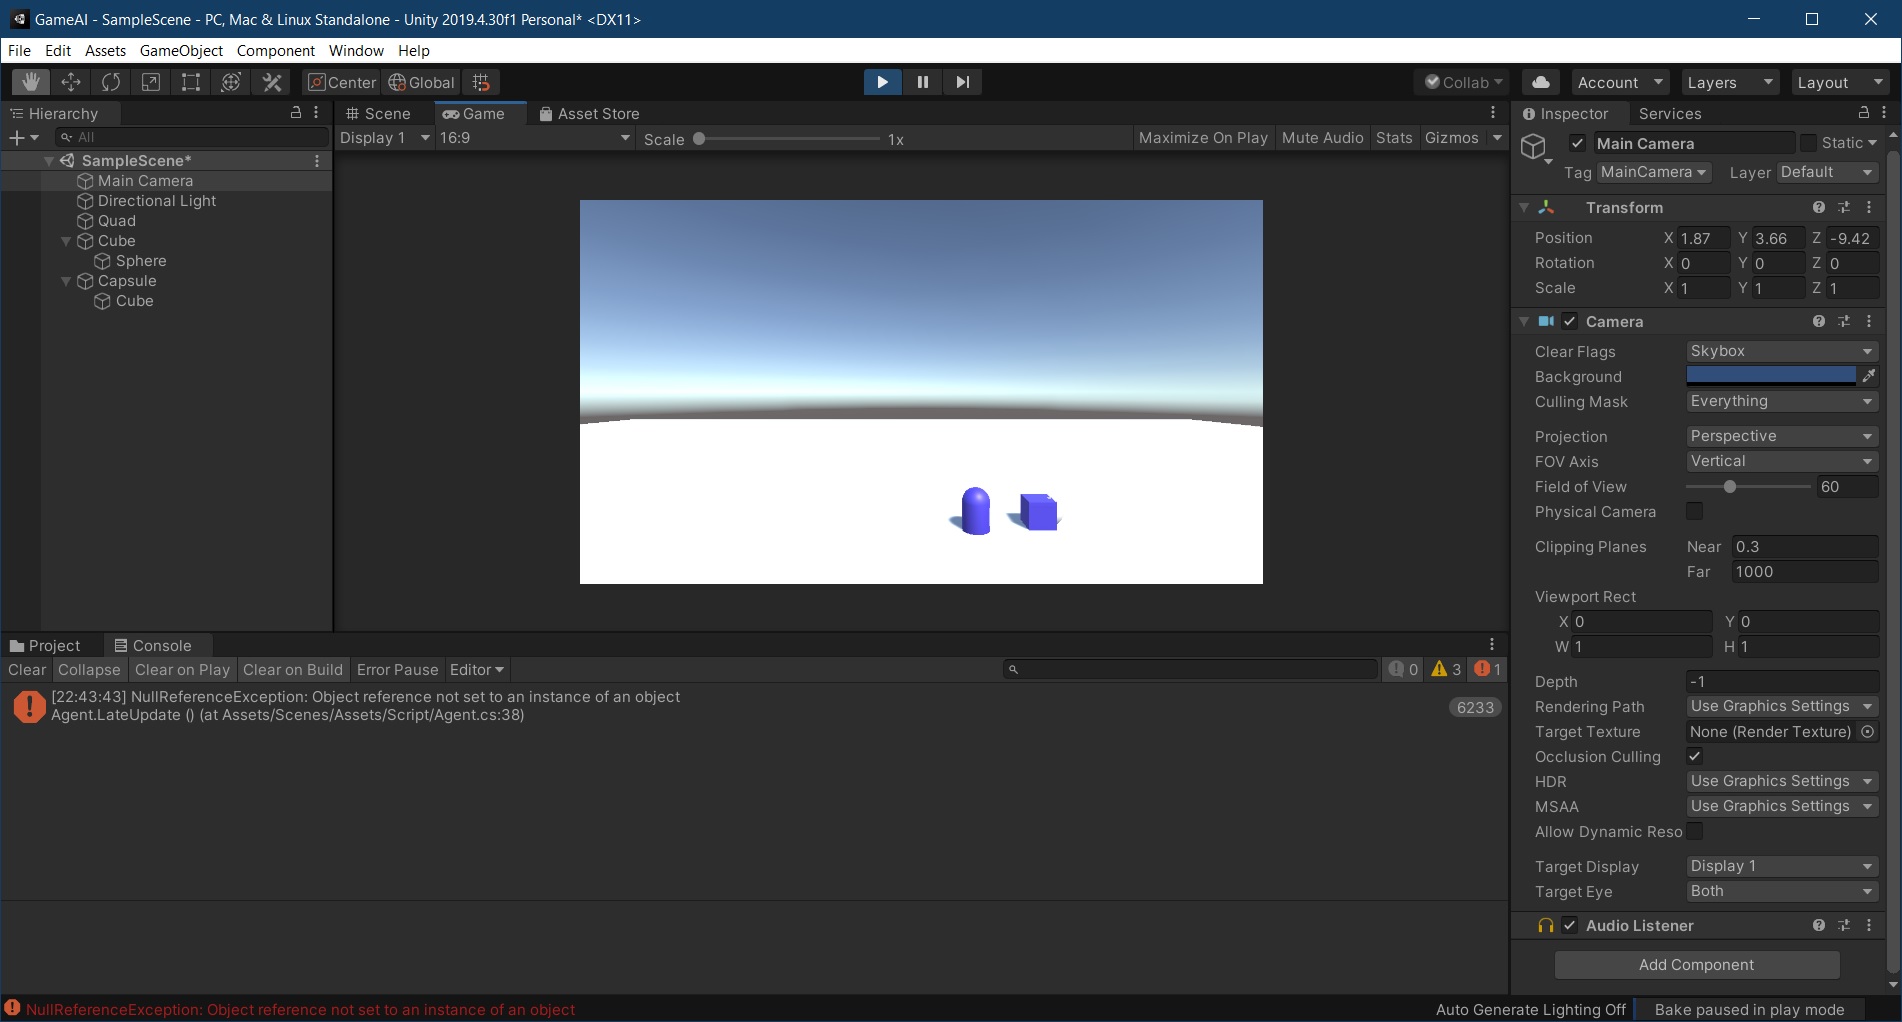 GameAI - SampleScene - PC, Mac & Linux Standalone - Unity 2019.4.30f1 Personal* <DX11>
File Edit Assets GameObject Component Window Help
Center Global Collab Account Layers Layout
Hierarchy
All
SampleScene*
Main Camera
Directional Light
Quad
Cube
Sphere
Capsule
Cube
Scene Game Asset Store
Display 1 16:9 Scale 1x Maximize On Play Mute Audio Stats Gizmos
Project Console
Clear Collapse Clear on Play Clear on Build Error Pause Editor 0 3 1
[22:43:43] NullReferenceException: Object reference not set to an instance of an object
Agent.LateUpdate () (at Assets/Scenes/Assets/Script/Agent.cs:38)
6233
Inspector Services
Main Camera Static
Tag MainCamera Layer Default
Transform
Position X 1.87 Y 3.66 Z -9.42
Rotation X 0 Y 0 Z 0
Scale X 1 Y 1 Z 1
Camera
Clear Flags Skybox
Background
Culling Mask Everything
Projection Perspective
FOV Axis Vertical
Field of View 60
Physical Camera
Clipping Planes Near 0.3
Far 1000
Viewport Rect
X 0 Y 0
W 1 H 1
Depth -1
Rendering Path Use Graphics Settings
Target Texture None (Render Texture)
Occlusion Culling
HDR Use Graphics Settings
MSAA Use Graphics Settings
Allow Dynamic Reso
Target Display Display 1
Target Eye Both
Audio Listener
Add Component
NullReferenceException: Object reference not set to an instance of an object
Auto Generate Lighting Off Bake paused in play mode